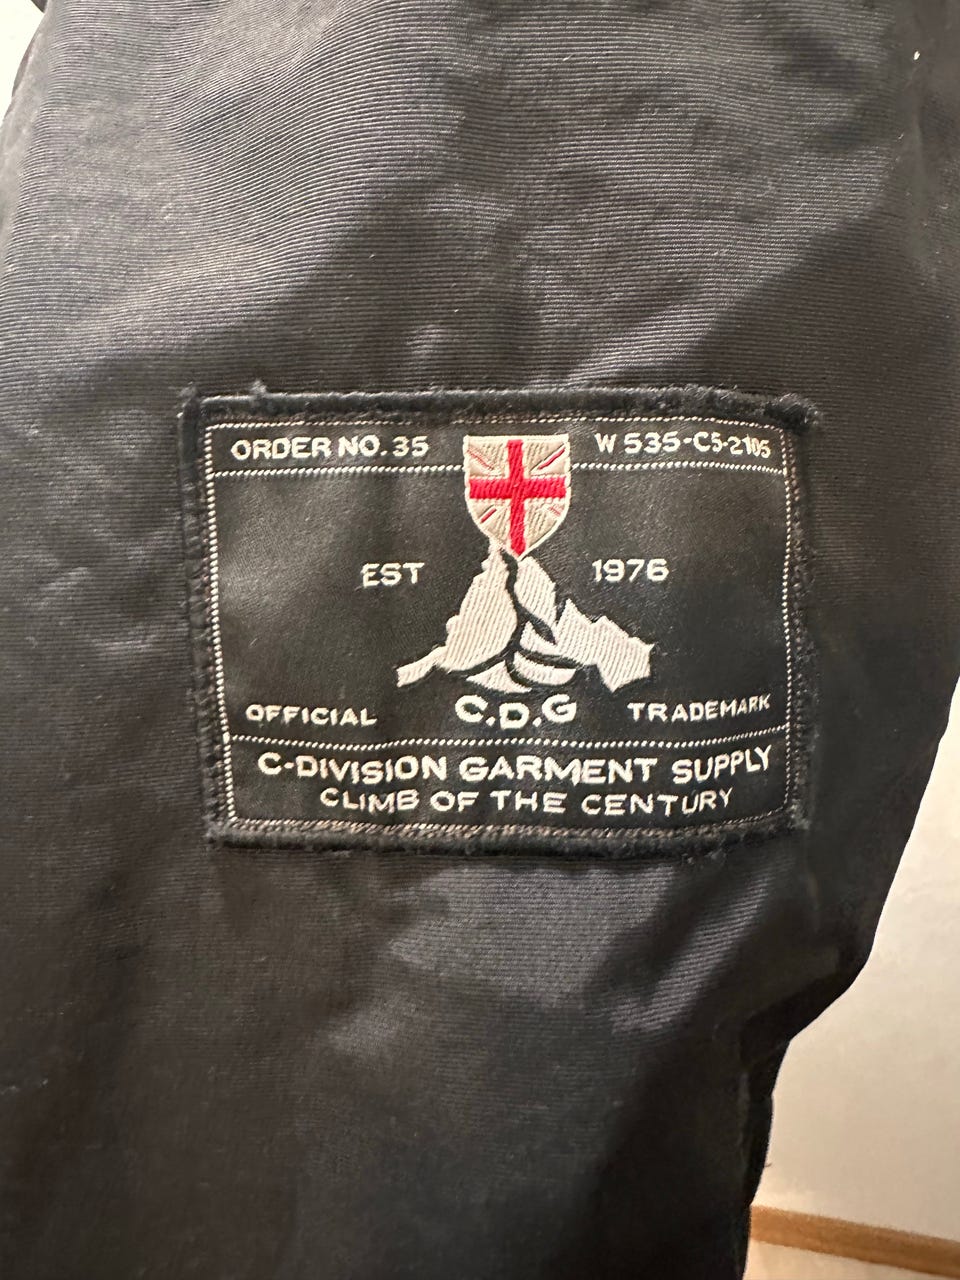 ORDER NO. 35
W 535-C5-2105
EST 1976
OFFICIAL C.D.G TRADEMARK
C-DIVISION GARMENT SUPPLY
CLIMB OF THE CENTURY